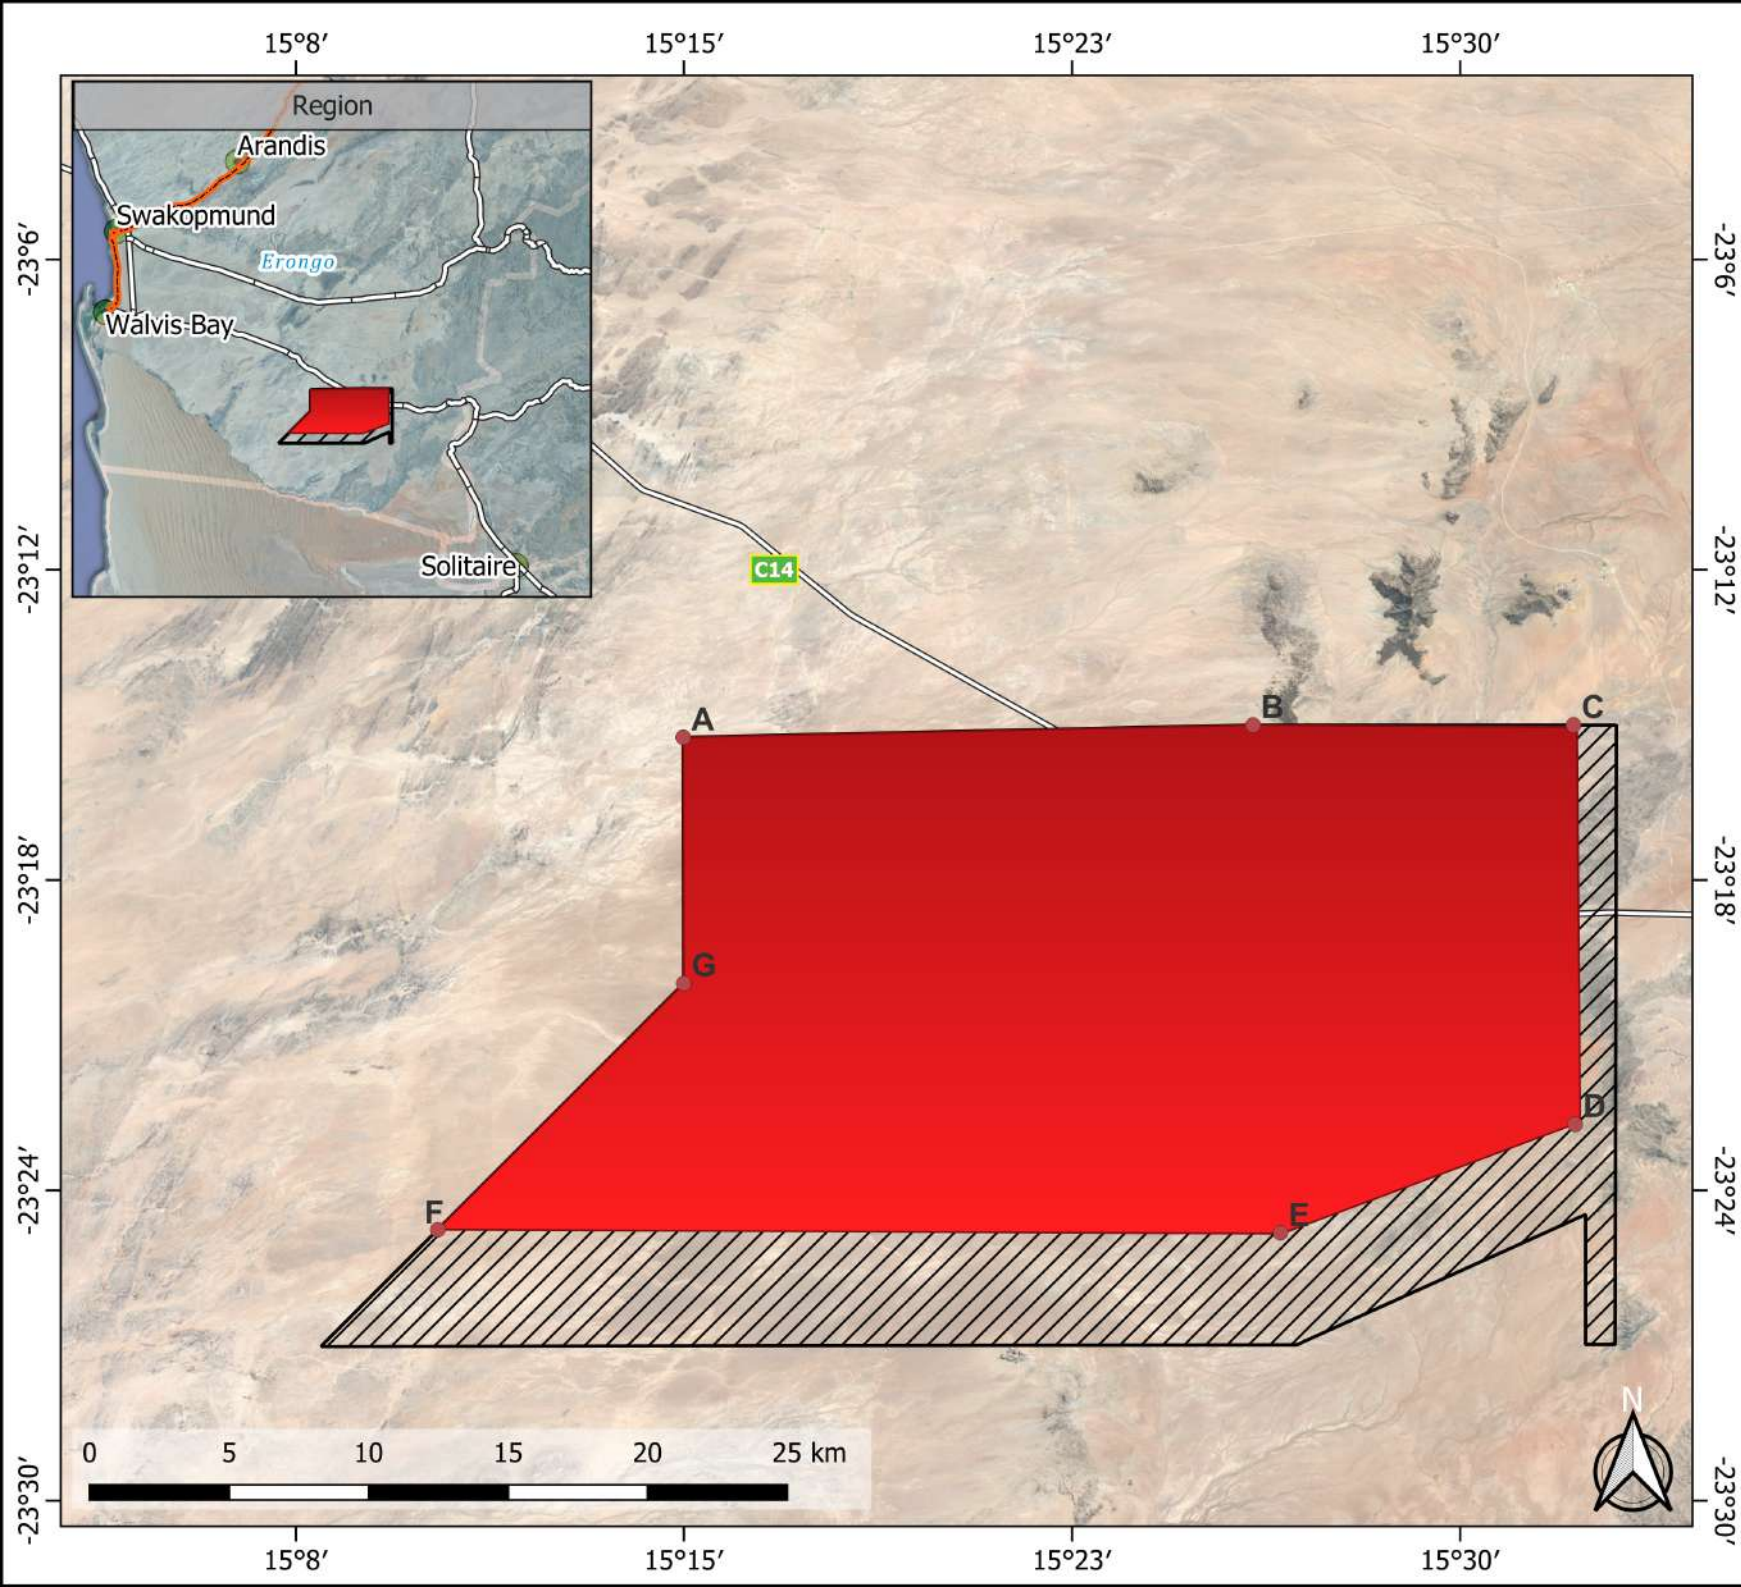 15°8′ 15°15′ 15°23′ 15°30′
Region
Arandis
Swakopmund
Erongo
Walvis-Bay
Solitaire
-23°6′ -23°6′
-23°12′ -23°12′
C14
A B C
-23°18′ -23°18′
G
D
-23°24′ -23°24′
F E
N
0 5 10 15 20 25 km
-23°30′ -23°30′
15°8′ 15°15′ 15°23′ 15°30′